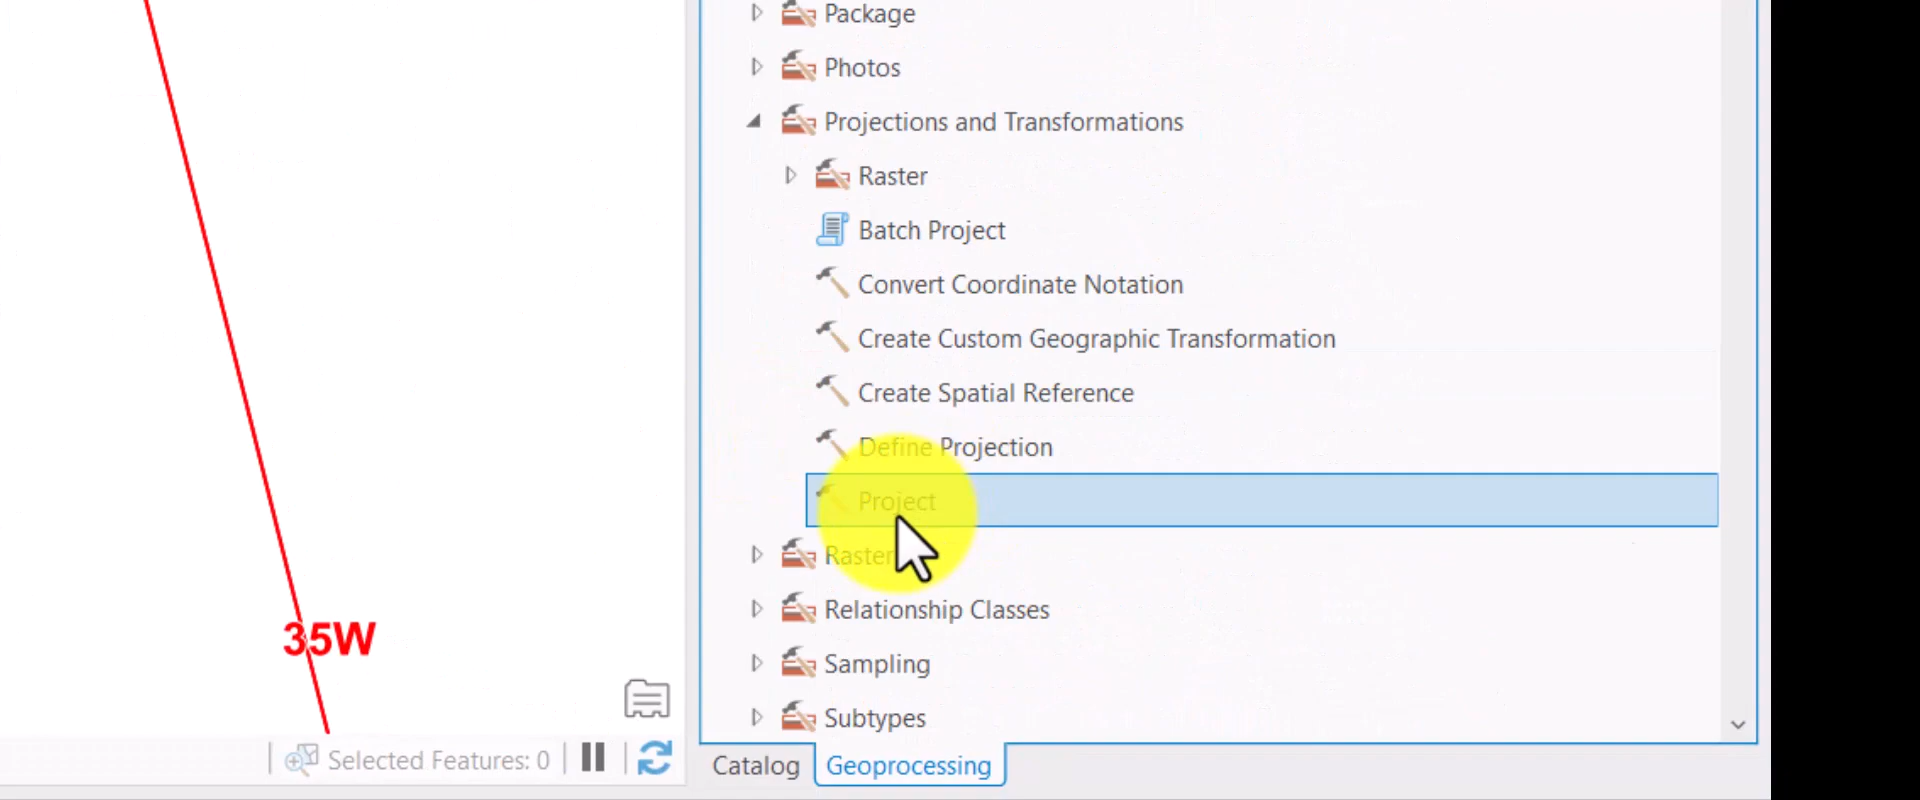 Package
Photos
Projections and Transformations
Raster
Batch Project
Convert Coordinate Notation
Create Custom Geographic Transformation
Create Spatial Reference
Define Projection
Project
Raster
Relationship Classes
35W
Sampling
Subtypes
Selected Features: 0
Catalog
Geoprocessing